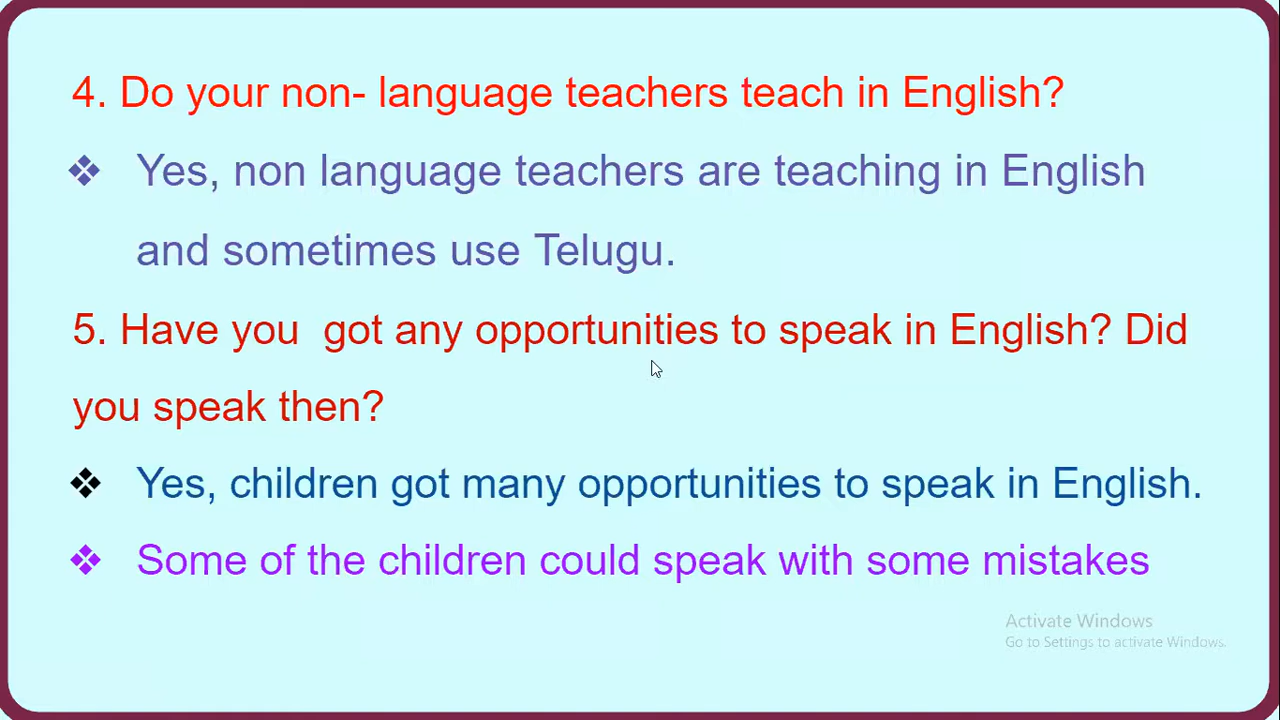 4. Do your non- language teachers teach in English?
❖ Yes, non language teachers are teaching in English
and sometimes use Telugu.
5. Have you  got any opportunities to speak in English? Did
you speak then?
❖ Yes, children got many opportunities to speak in English.
❖ Some of the children could speak with some mistakes
Activate Windows
Go to Settings to activate Windows.